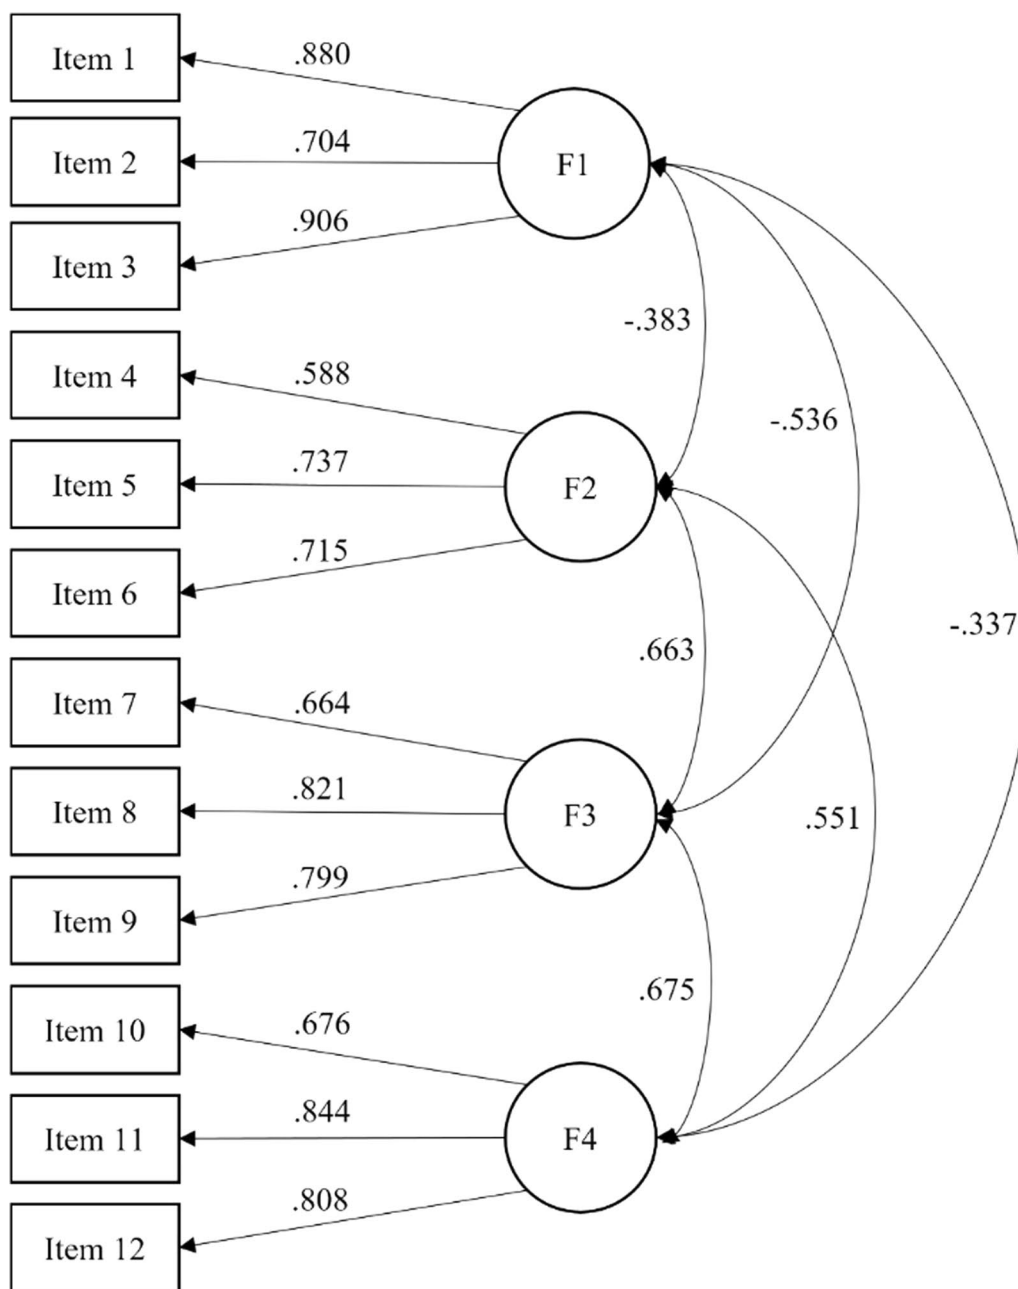 Item 1
.880
Item 2
.704
F1
.906
Item 3
-.383
Item 4
.588
-.536
Item 5
.737
F2
.715
Item 6
-.337
.663
Item 7
.664
Item 8
.821
F3
.551
.799
Item 9
.675
Item 10
.676
Item 11
.844
F4
.808
Item 12